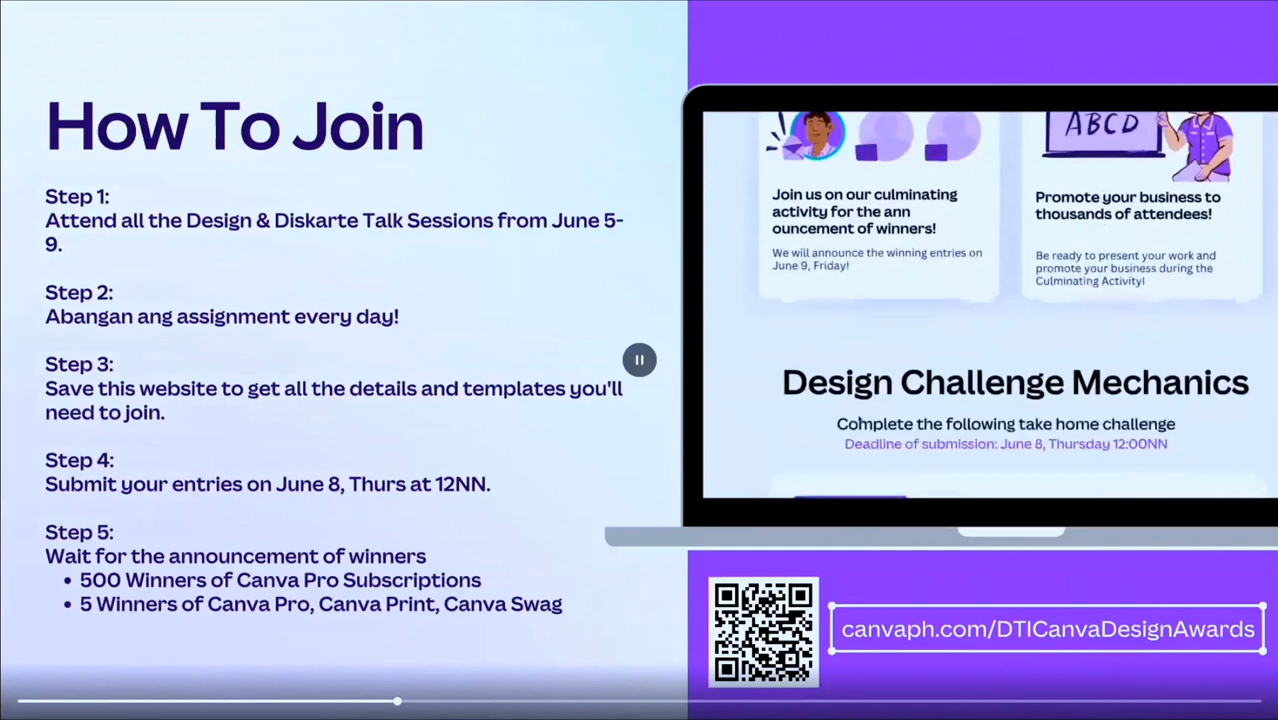 How To Join
Step 1:
Attend all the Design & Diskarte Talk Sessions from June 5-
9.
Step 2:
Abangan ang assignment every day!
Step 3:
Save this website to get all the details and templates you'll
need to join.
Step 4:
Submit your entries on June 8, Thurs at 12NN.
Step 5:
Wait for the announcement of winners
• 500 Winners of Canva Pro Subscriptions
• 5 Winners of Canva Pro, Canva Print, Canva Swag
Join us on our culminating
activity for the ann
ouncement of winners!
We will announce the winning entries on
June 9, Friday!
ABCD
Promote your business to
thousands of attendees!
Be ready to present your work and
promote your business during the
Culminating Activity!
Design Challenge Mechanics
Complete the following take home challenge
Deadline of submission: June 8, Thursday 12:00NN
canvaph.com/DTICanvaDesignAwards